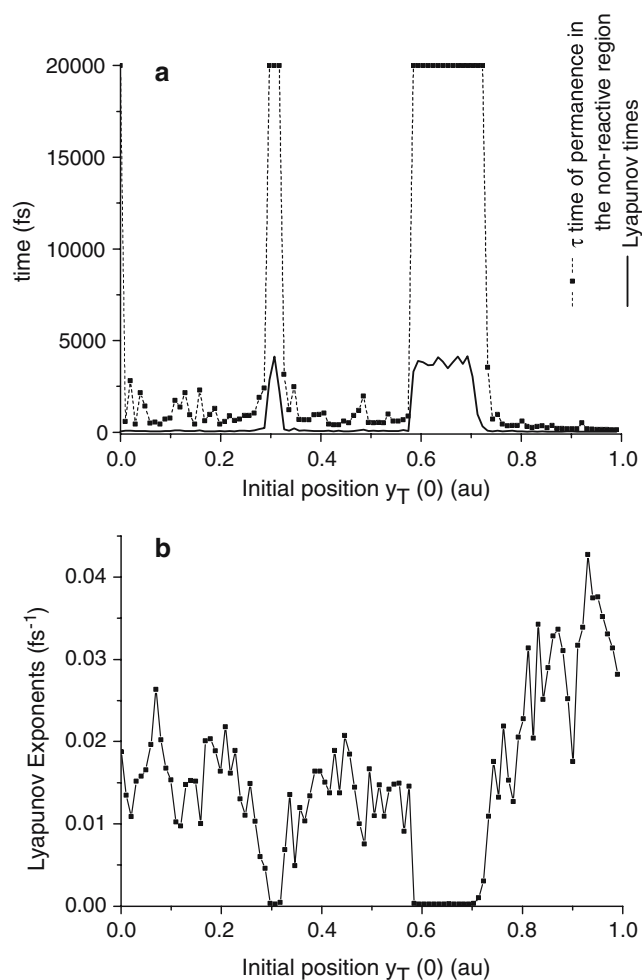 a
20000
15000
10000
5000
0
time (fs)
0.0 0.2 0.4 0.6 0.8 1.0
Initial position yT (0) (au)
τ time of permanence in
the non-reactive region
Lyapunov times
b
0.04
0.03
0.02
0.01
0.00
Lyapunov Exponents (fs-1)
0.0 0.2 0.4 0.6 0.8 1.0
Initial position yT (0) (au)